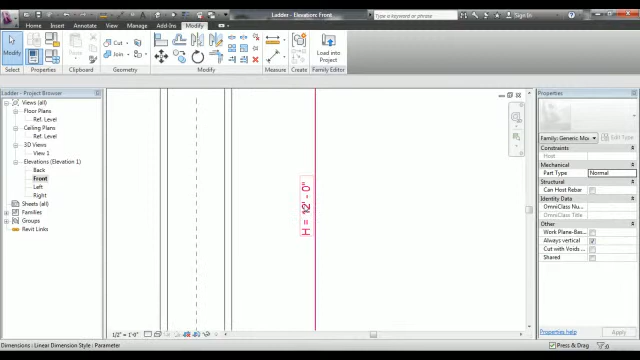 Ladder - Elevation: Front
Type a keyword or phrase
Sign In
Home Insert Annotate View Manage Add-Ins Modify
Modify
Paste
Cut
Join
Load into
Project
Select Properties Clipboard Geometry Modify Measure Create Family Editor
Ladder - Project Browser
Views (all)
Floor Plans
Ref. Level
Ceiling Plans
Ref. Level
3D Views
View 1
Elevations (Elevation 1)
Back
Front
Left
Right
Sheets (all)
Families
Groups
Revit Links
H = 12' - 0"
Properties
Family: Generic Mo
Edit Type
Constraints
Host
Mechanical
Part Type Normal
Structural
Can Host Rebar
Identity Data
OmniClass Nu...
OmniClass Title
Other
Work Plane-Bas...
Always vertical
Cut with Voids ...
Shared
Properties help
Apply
1/2" = 1'-0"
Dimensions : Linear Dimension Style : Parameter
Press & Drag
:0